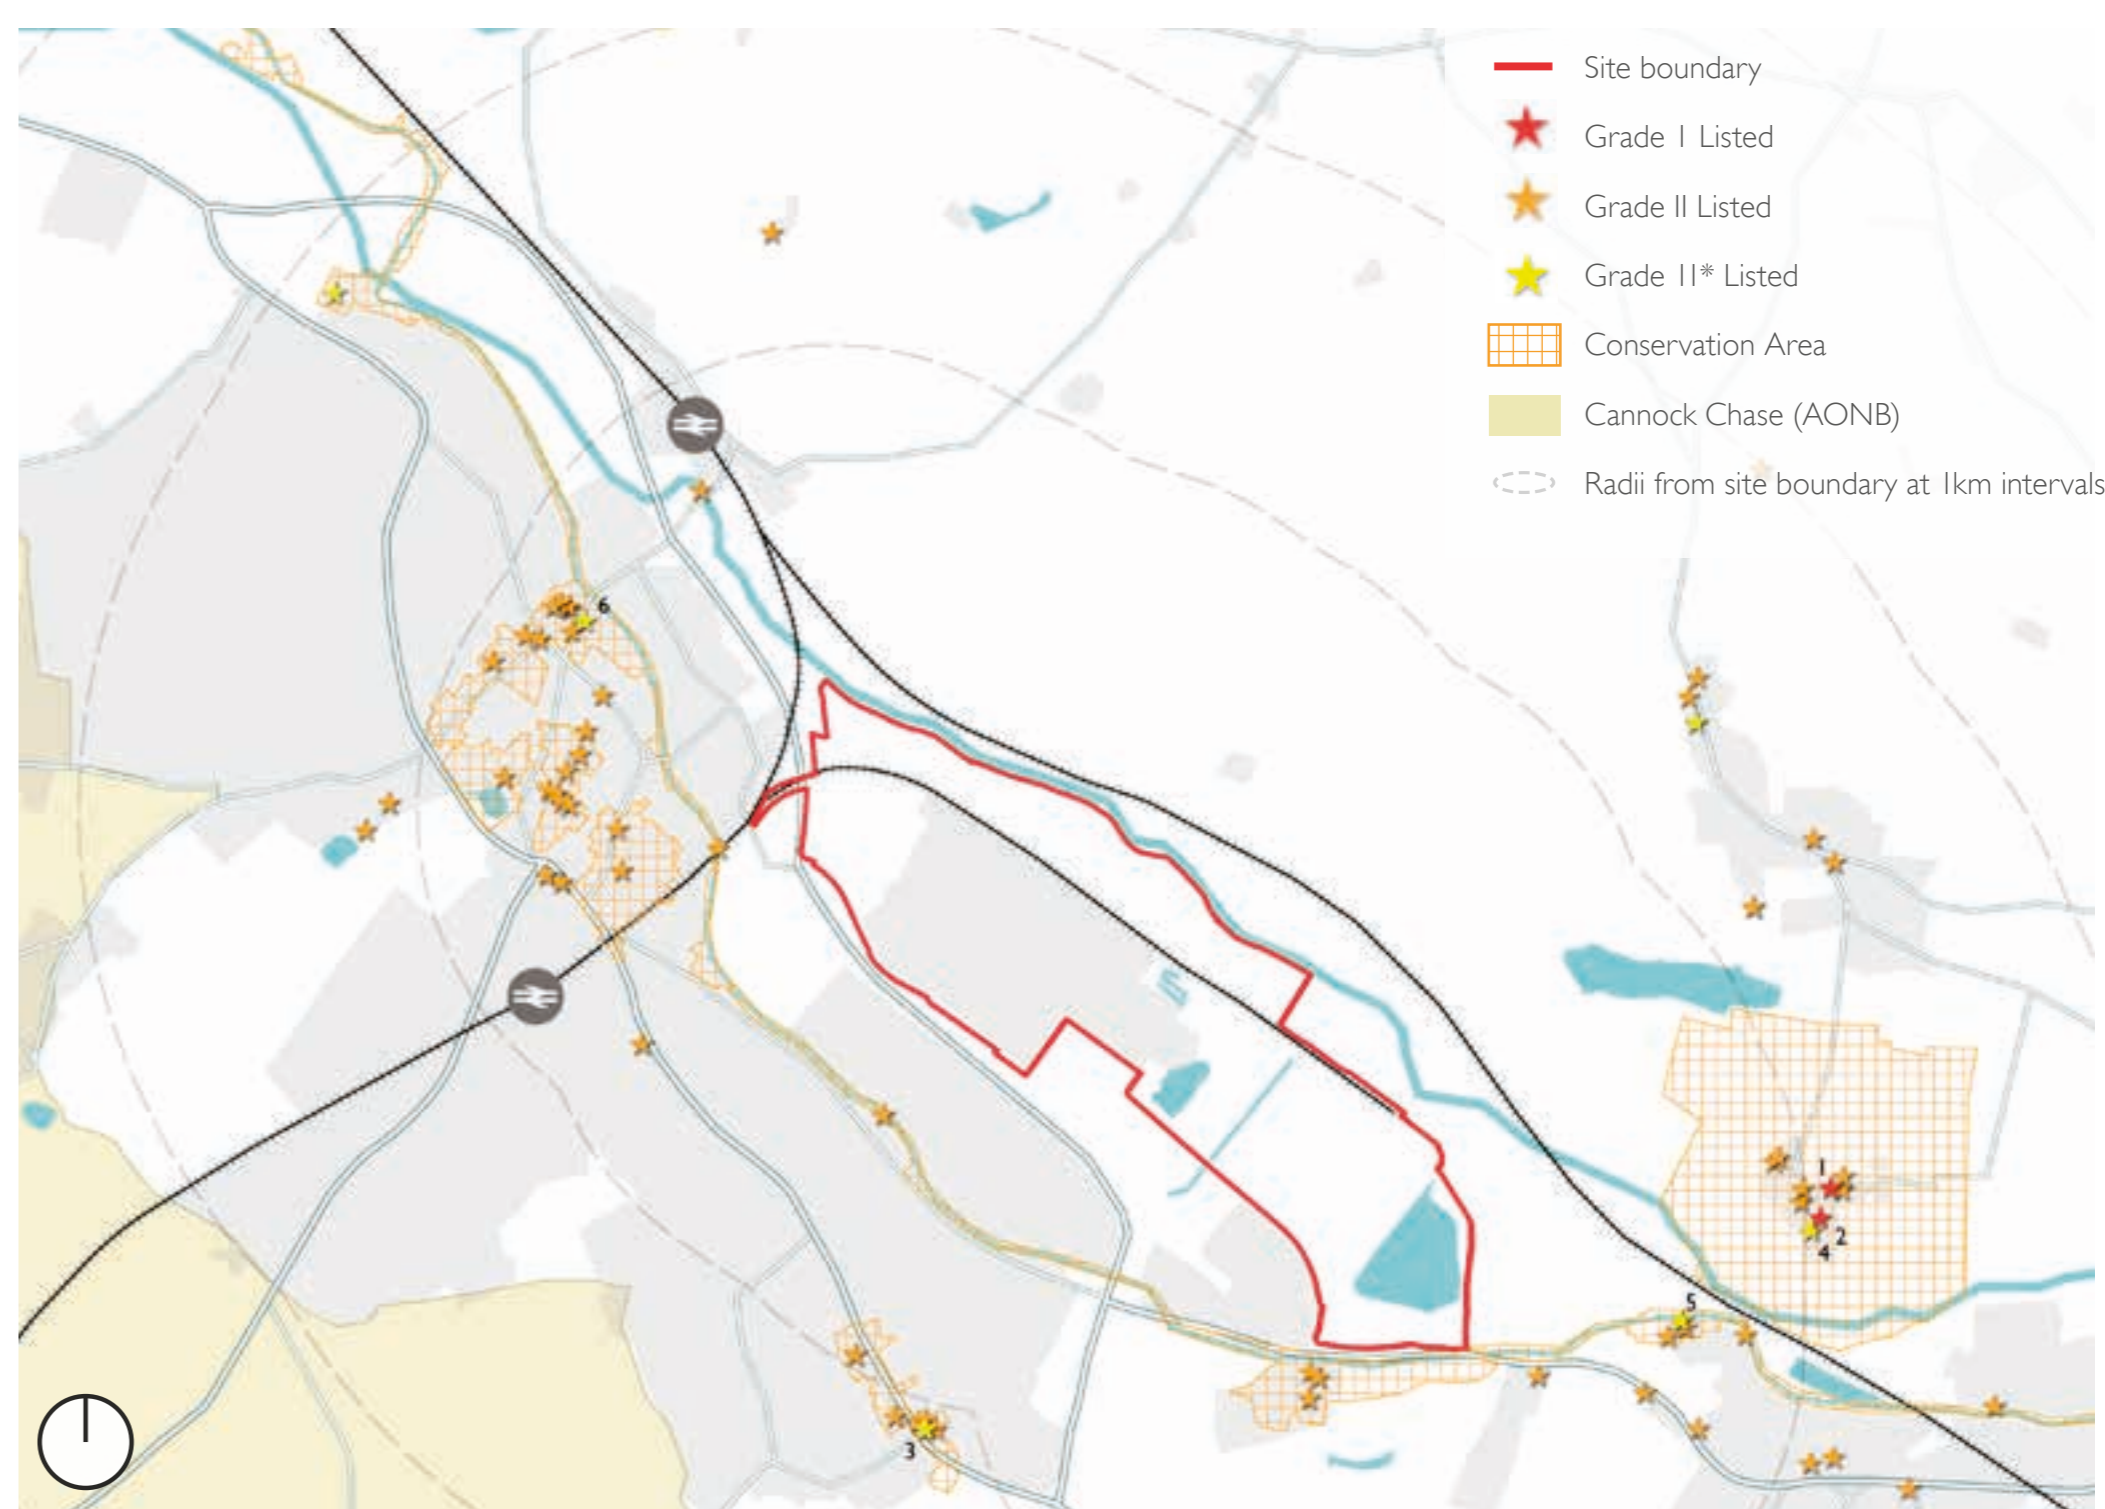 Site boundary
Grade I Listed
Grade II Listed
Grade II* Listed
Conservation Area
Cannock Chase (AONB)
Radii from site boundary at 1km intervals
6
1
2
4
5
3